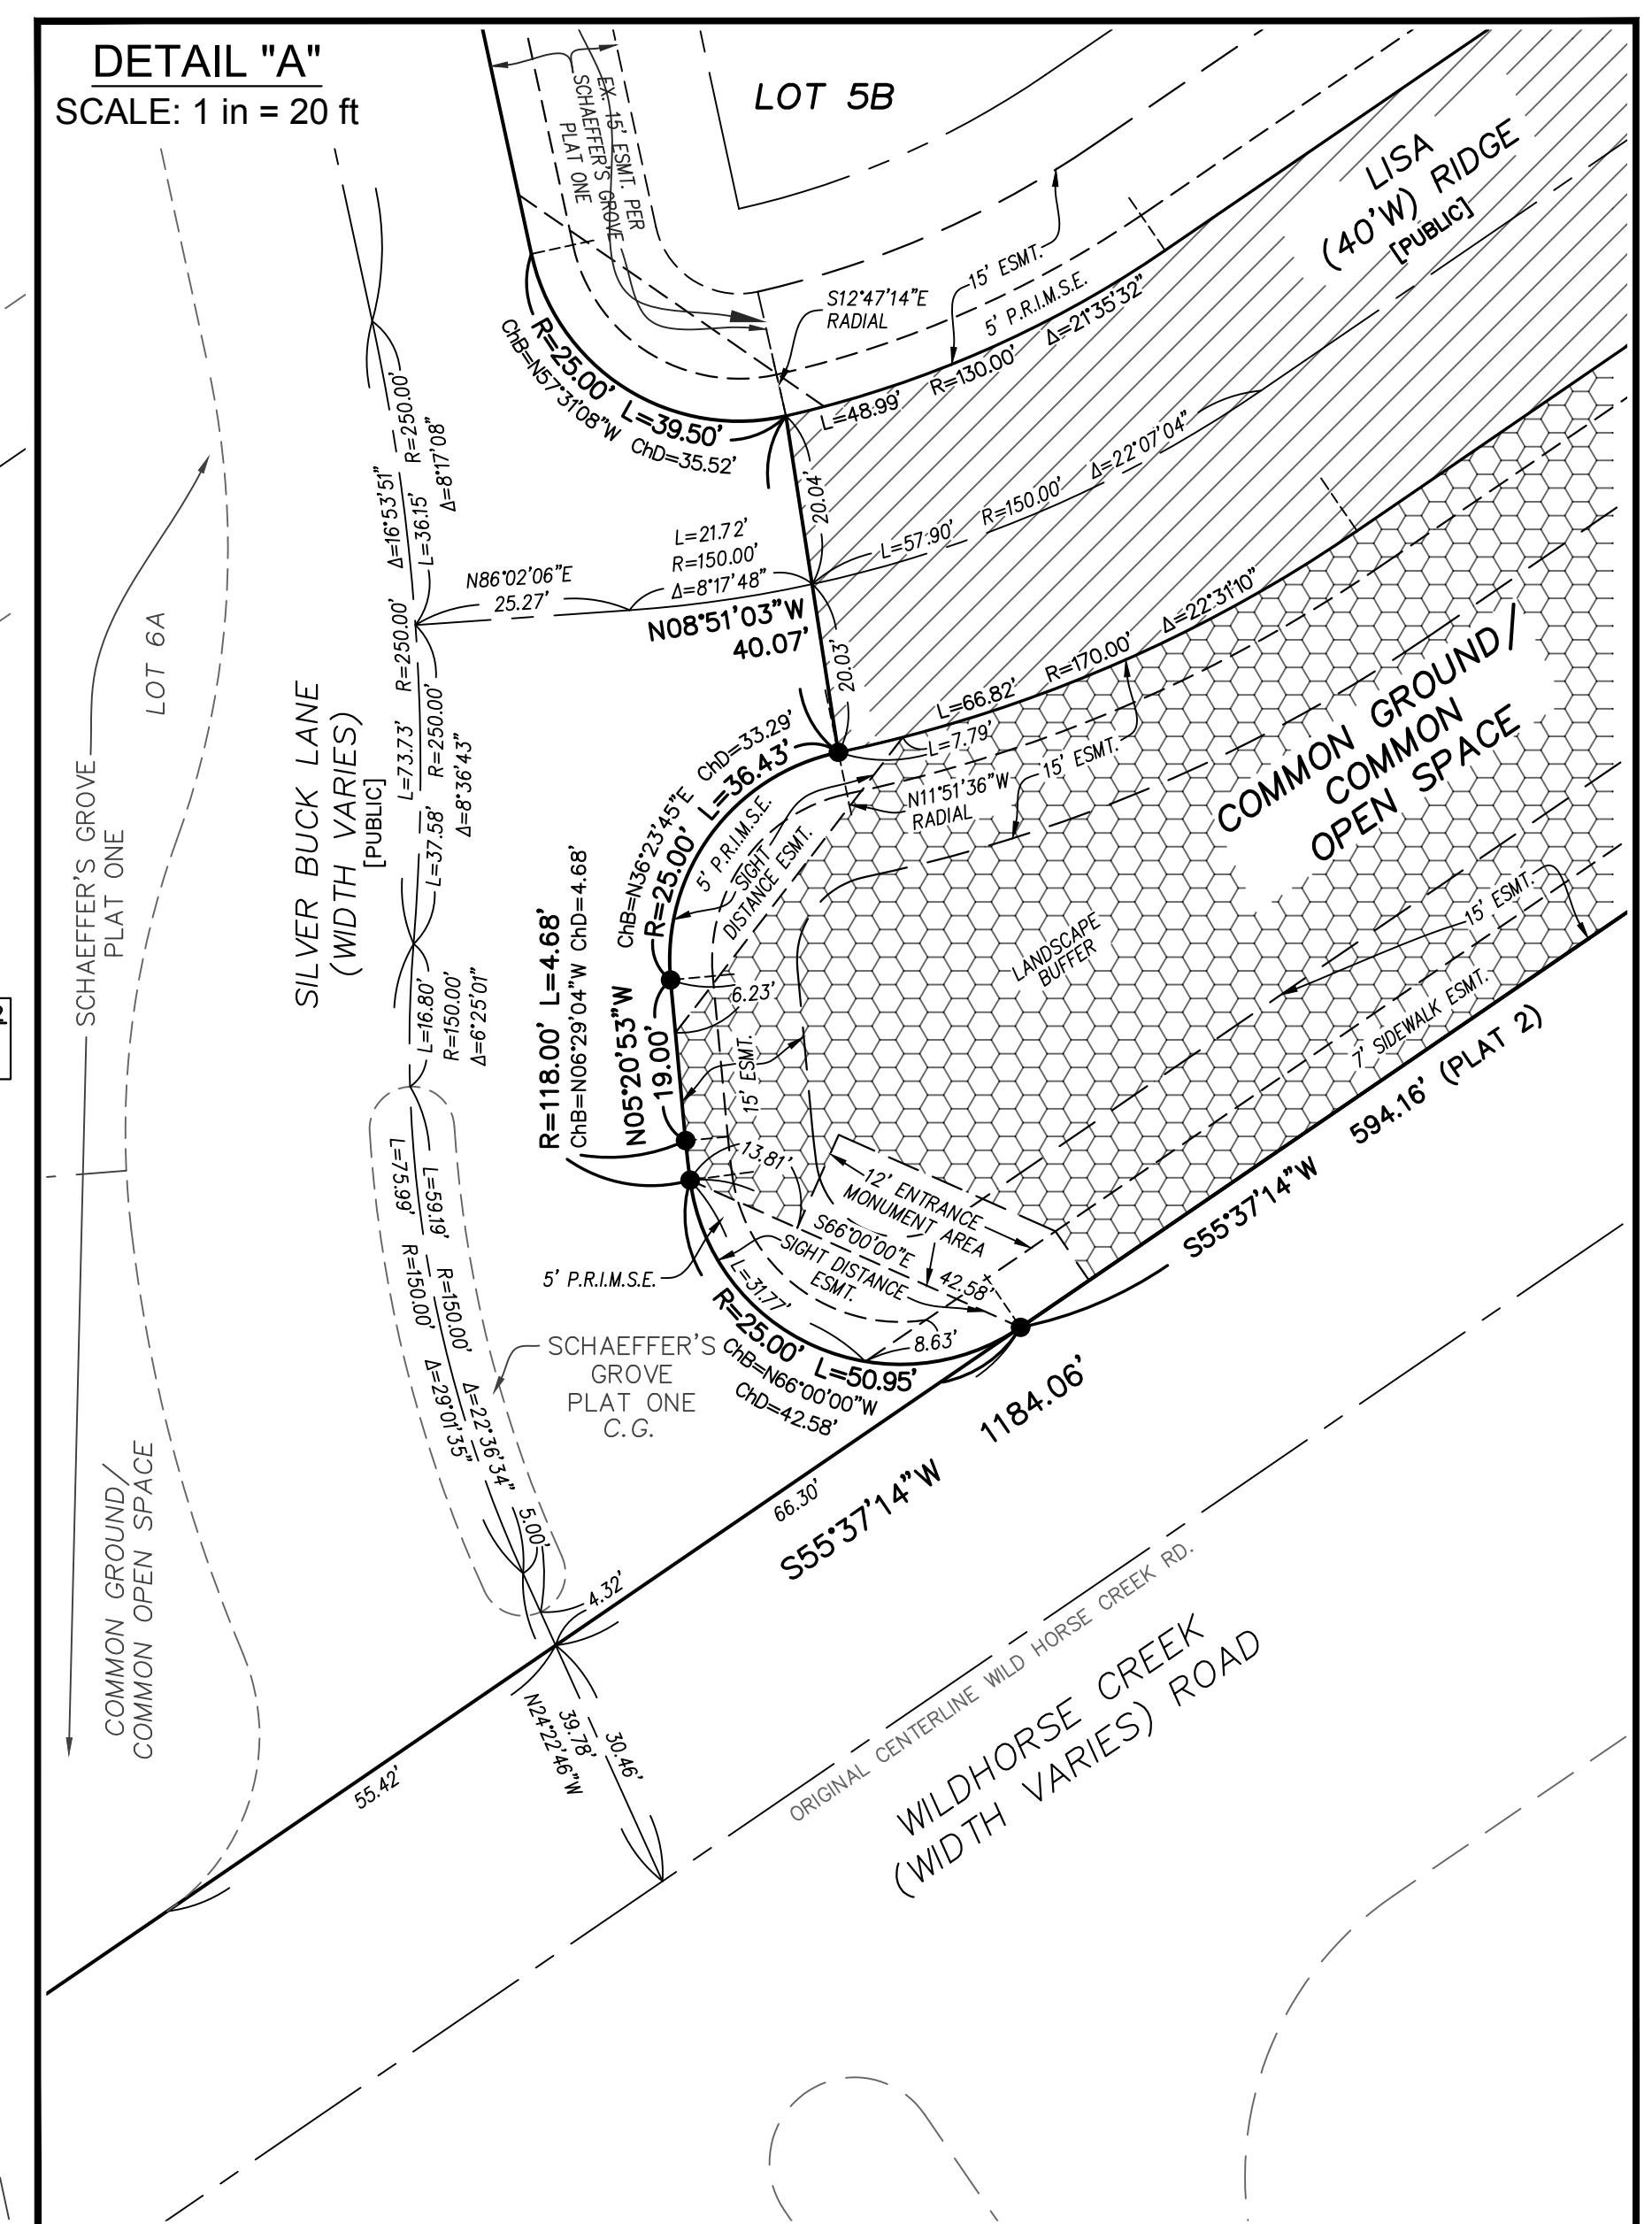 DETAIL "A"
SCALE: 1 in = 20 ft
LOT 5B
EX. 15' ESMT. PER
SCHAEFFER'S GROVE
PLAT ONE
LISA
(40'W) RIDGE
[PUBLIC]
S12°47'14"E
RADIAL
15' ESMT.
5' P.R.I.M.S.E.
Δ=21°35'32"
R=130.00'
L=48.99'
R=25.00' L=39.50'
ChB=N57°31'08"W ChD=35.52'
R=250.00'
Δ=8°17'08"
Δ=16°53'51"
L=36.15'
20.04'
L=57.90'
R=150.00'
Δ=22°07'04"
L=21.72'
R=150.00'
Δ=8°17'48"
N86°02'06"E
25.27'
N08°51'03"W
40.07'
20.03'
LOT 6A
SCHAEFFER'S GROVE
PLAT ONE
SILVER BUCK LANE
(WIDTH VARIES)
[PUBLIC]
R=250.00'
L=73.73'
R=250.00'
L=37.58'
Δ=8°36'43"
L=66.82'
R=170.00'
Δ=22°31'10"
L=7.79'
15' ESMT.
N11°51'36"W
RADIAL
COMMON GROUND/
COMMON
OPEN SPACE
ChD=33.29'
L=36.43'
ChB=N36°23'45"E
R=25.00'
5' P.R.I.M.S.E.
SIGHT
DISTANCE ESMT.
LANDSCAPE
BUFFER
15' ESMT.
7' SIDEWALK ESMT.
R=118.00' L=4.68'
ChB=N06°29'04"W ChD=4.68'
N05°20'53"W
19.00'
6.23'
15' ESMT.
L=16.80'
R=150.00'
Δ=6°25'01"
13.81'
12' ENTRANCE
MONUMENT AREA
S66°00'00"E
42.58'
SIGHT DISTANCE
ESMT.
5' P.R.I.M.S.E.
L=31.77'
8.63'
R=25.00' L=50.95'
ChB=N66°00'00"W
ChD=42.58'
594.16' (PLAT 2)
S55°37'14"W
1184.06'
S55°37'14"W
66.30'
L=75.99'
R=150.00'
Δ=29°01'35"
L=59.19'
R=150.00'
Δ=22°36'34"
5.00'
SCHAEFFER'S
GROVE
PLAT ONE
C.G.
4.32'
COMMON GROUND/
COMMON OPEN SPACE
55.42'
N24°22'46"W
39.78'
30.46'
ORIGINAL CENTERLINE WILD HORSE CREEK RD.
WILDHORSE CREEK
(WIDTH VARIES) ROAD